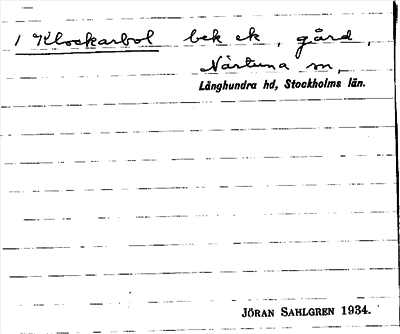 1 Klockarbol bek ek, gård,
Närtuna sn,
Långhundra hd, Stockholms län.
JÖRAN SAHLGREN 1934.